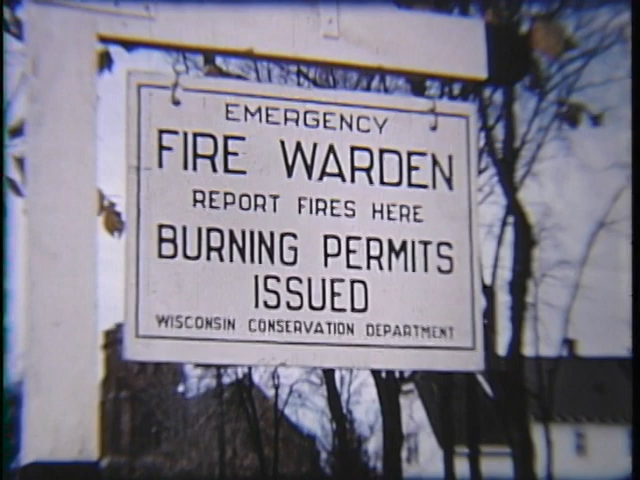 EMERGENCY
FIRE WARDEN
REPORT FIRES HERE
BURNING PERMITS
ISSUED
WISCONSIN CONSERVATION DEPARTMENT